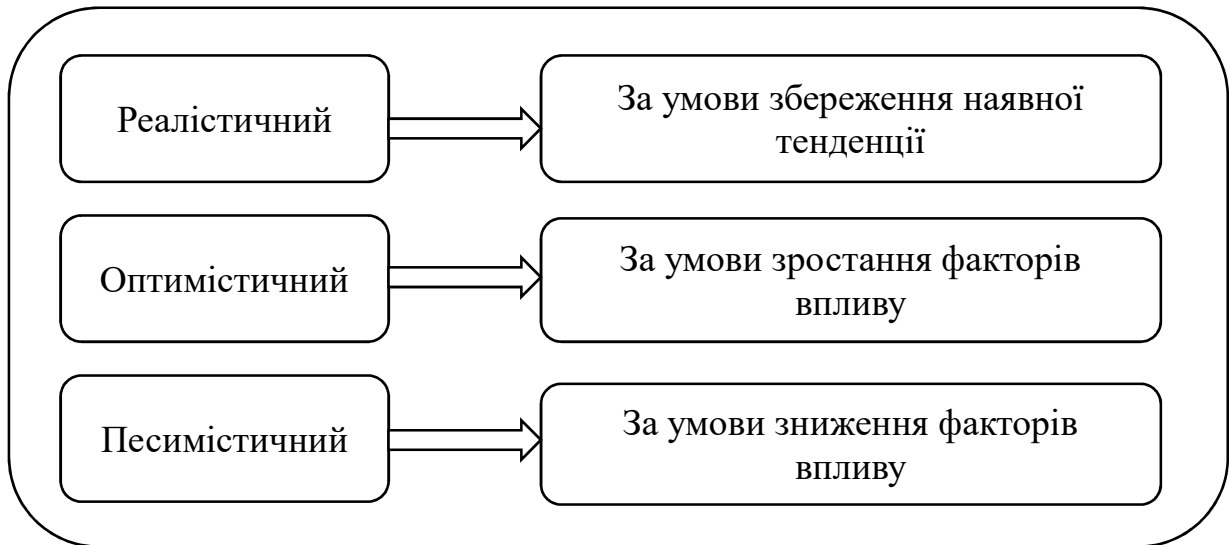 Реалістичний
За умови збереження наявної
тенденції
Оптимістичний
За умови зростання факторів
впливу
Песимістичний
За умови зниження факторів
впливу